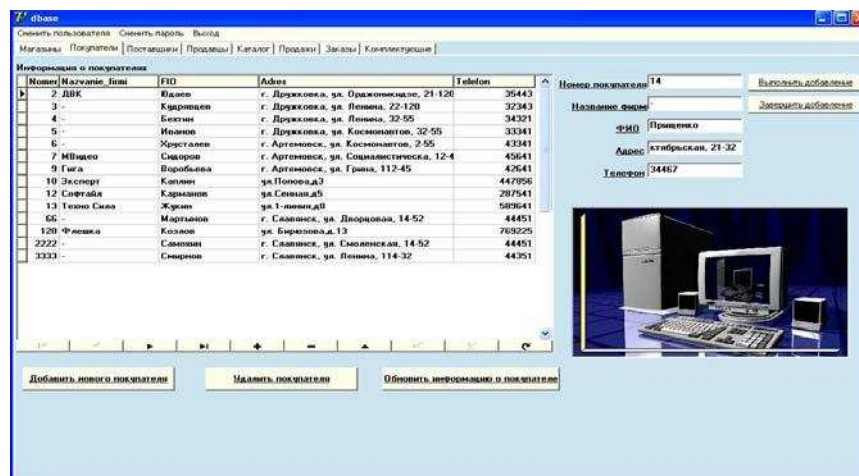 dbase
Сменить пользователя Сменить пароль Выход
Магазины Покупатели Поставщики Продавцы Каталог Продажи Заказы Комплектующие
Информация о покупателях
Nomer Nazvanie_firmi FIO Adres Telefon
2 ДВК Юдаев г. Дружковка, ул. Орджоникидзе, 21-120 35443
3 - Кудрявцев г. Дружковка, ул. Ленина, 22-120 32343
4 - Бехтин г. Дружковка, ул. Ленина, 32-55 34321
5 - Иванов г. Дружковка, ул. Космонавтов, 32-55 33341
6 - Хрусталев г. Артемовск, ул. Космонавтов, 2-55 43341
7 МВидео Сидоров г. Артемовск, ул. Социалистическа, 12-4 45641
9 Гига Воробьева г. Артемовск, ул. Грина, 112-45 42641
10 Эксперт Каплин ул.Попова,д3 447856
12 Софтайл Карманов ул.Сенная,д5 287541
13 Техно Сила Жукин ул.1-линия,д8 589641
66 - Мартынов г. Славянск, ул. Дворцовая, 14-52 44451
120 Флешка Козлов ул. Бирюзова,д.13 769225
2222 - Самохин г. Славянск, ул. Смоленская, 14-52 44451
3333 - Смирнов г. Славянск, ул. Ленина, 114-32 44351
Добавить нового покупателя Удалить покупателя Обновить информацию о покупателе
Номер покупателя 14
Название фирмы -
ФИО Прищенко
Адрес ктябрьская, 21-32
Телефон 34467
Выполнить добавление
Завершить добавление